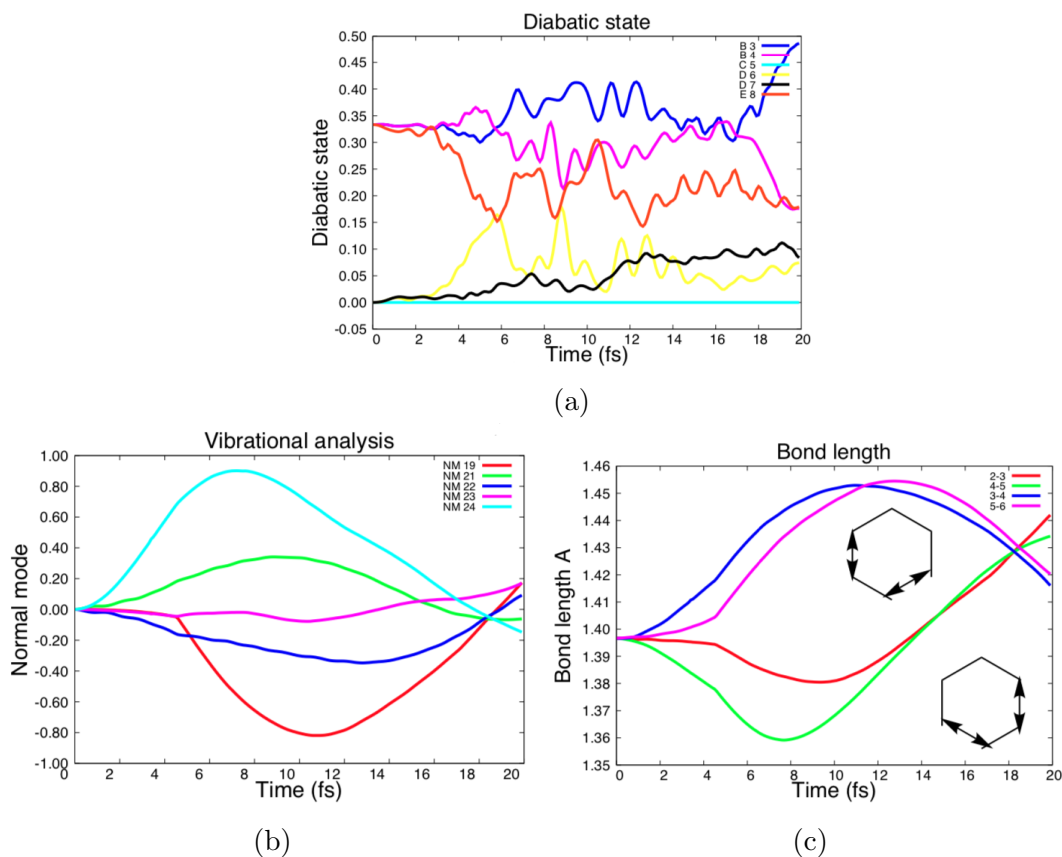 Diabatic state
0.50
0.45
0.40
0.35
0.30
0.25
0.20
0.15
0.10
0.05
0.00
-0.05
Diabatic state
B 3
B 4
C 5
D 6
D 7
E 8
0 2 4 6 8 10 12 14 16 18 20
Time (fs)
(a)
Vibrational analysis
1.00
0.80
0.60
0.40
0.20
0.00
-0.20
-0.40
-0.60
-0.80
-1.00
Normal mode
NM 19
NM 21
NM 22
NM 23
NM 24
0 2 4 6 8 10 12 14 16 18 20
Time (fs)
(b)
Bond length
1.46
1.45
1.44
1.43
1.42
1.41
1.40
1.39
1.38
1.37
1.36
1.35
Bond length A
2-3
4-5
3-4
5-6
0 2 4 6 8 10 12 14 16 18 20
Time (fs)
(c)